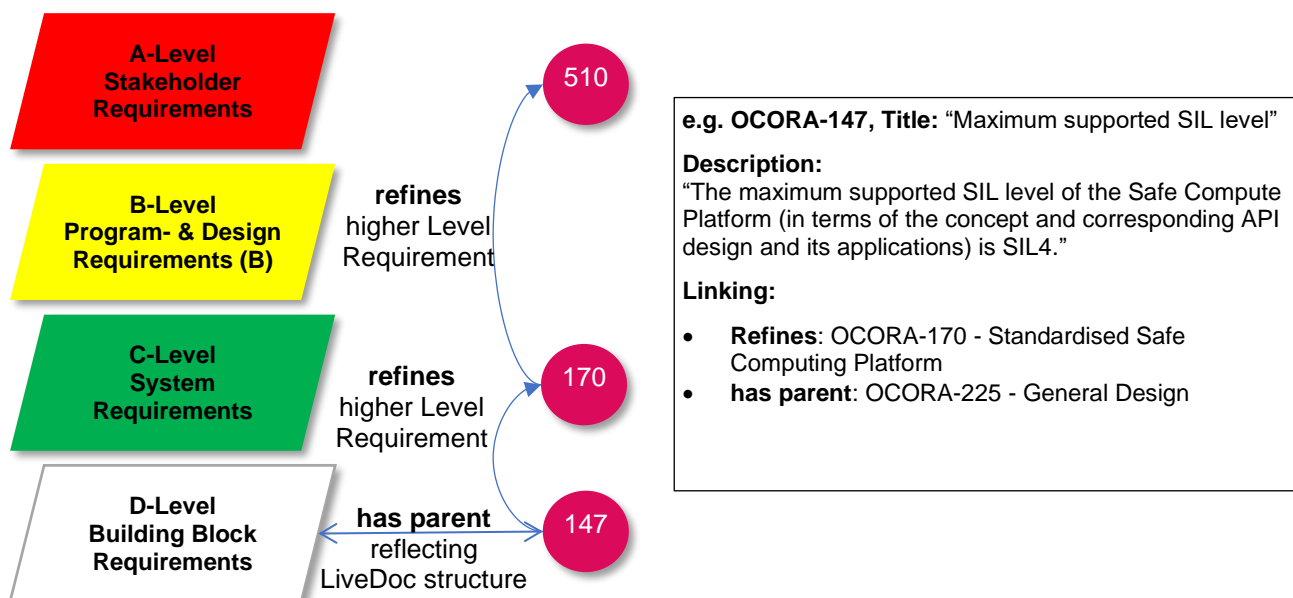 A-Level
Stakeholder
Requirements
510
B-Level
Program- & Design
Requirements (B)
refines
higher Level
Requirement
C-Level
System
Requirements
refines
higher Level
Requirement
170
D-Level
Building Block
Requirements
has parent
reflecting
LiveDoc structure
147
e.g. OCORA-147, Title: “Maximum supported SIL level”
Description:
“The maximum supported SIL level of the Safe Compute
Platform (in terms of the concept and corresponding API
design and its applications) is SIL4.”
Linking:
• Refines: OCORA-170 - Standardised Safe
Computing Platform
• has parent: OCORA-225 - General Design